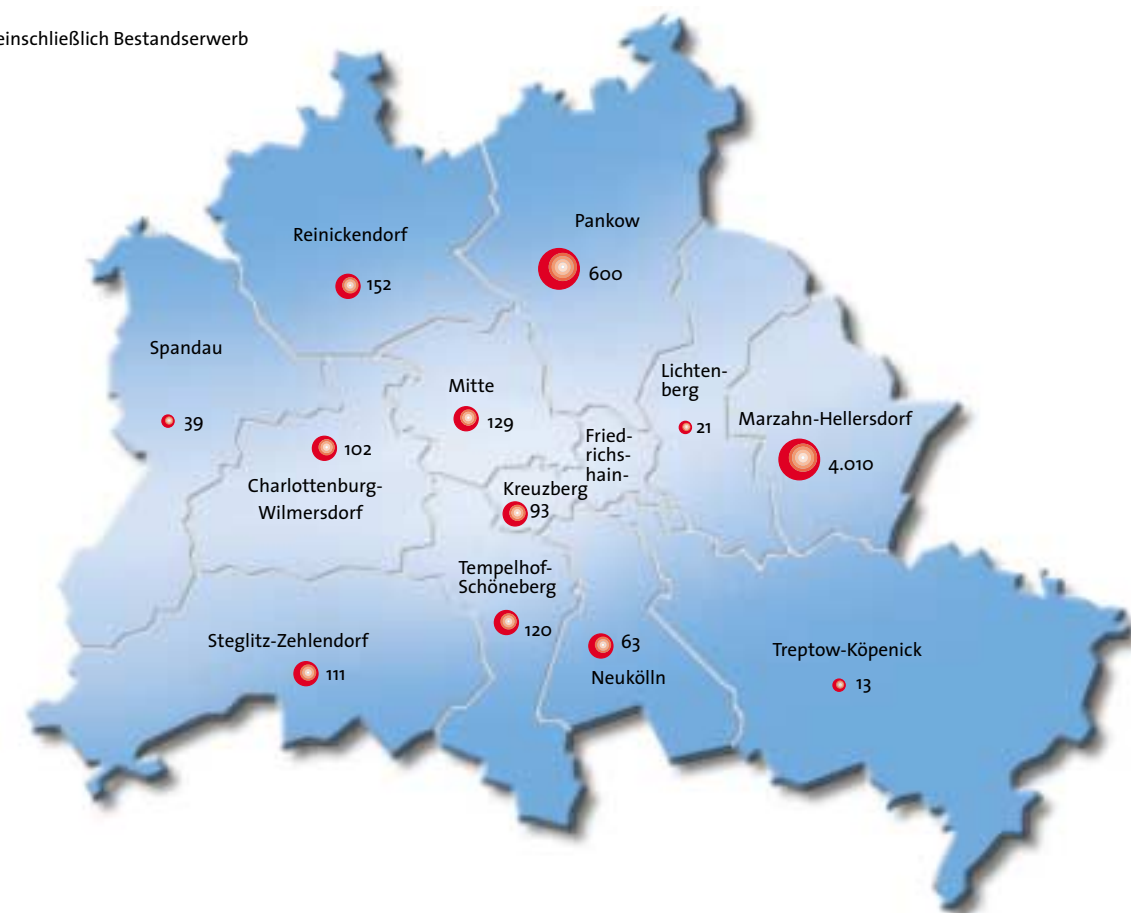 einschließlich Bestandserwerb
Pankow
600
Reinickendorf
152
Spandau
39
Mitte
129
Lichten-
berg
21
Marzahn-Hellersdorf
4.010
Charlottenburg-
Wilmersdorf
102
Fried-
richs-
hain-
Kreuzberg
93
Tempelhof-
Schöneberg
120
Steglitz-Zehlendorf
111
63
Neukölln
Treptow-Köpenick
13